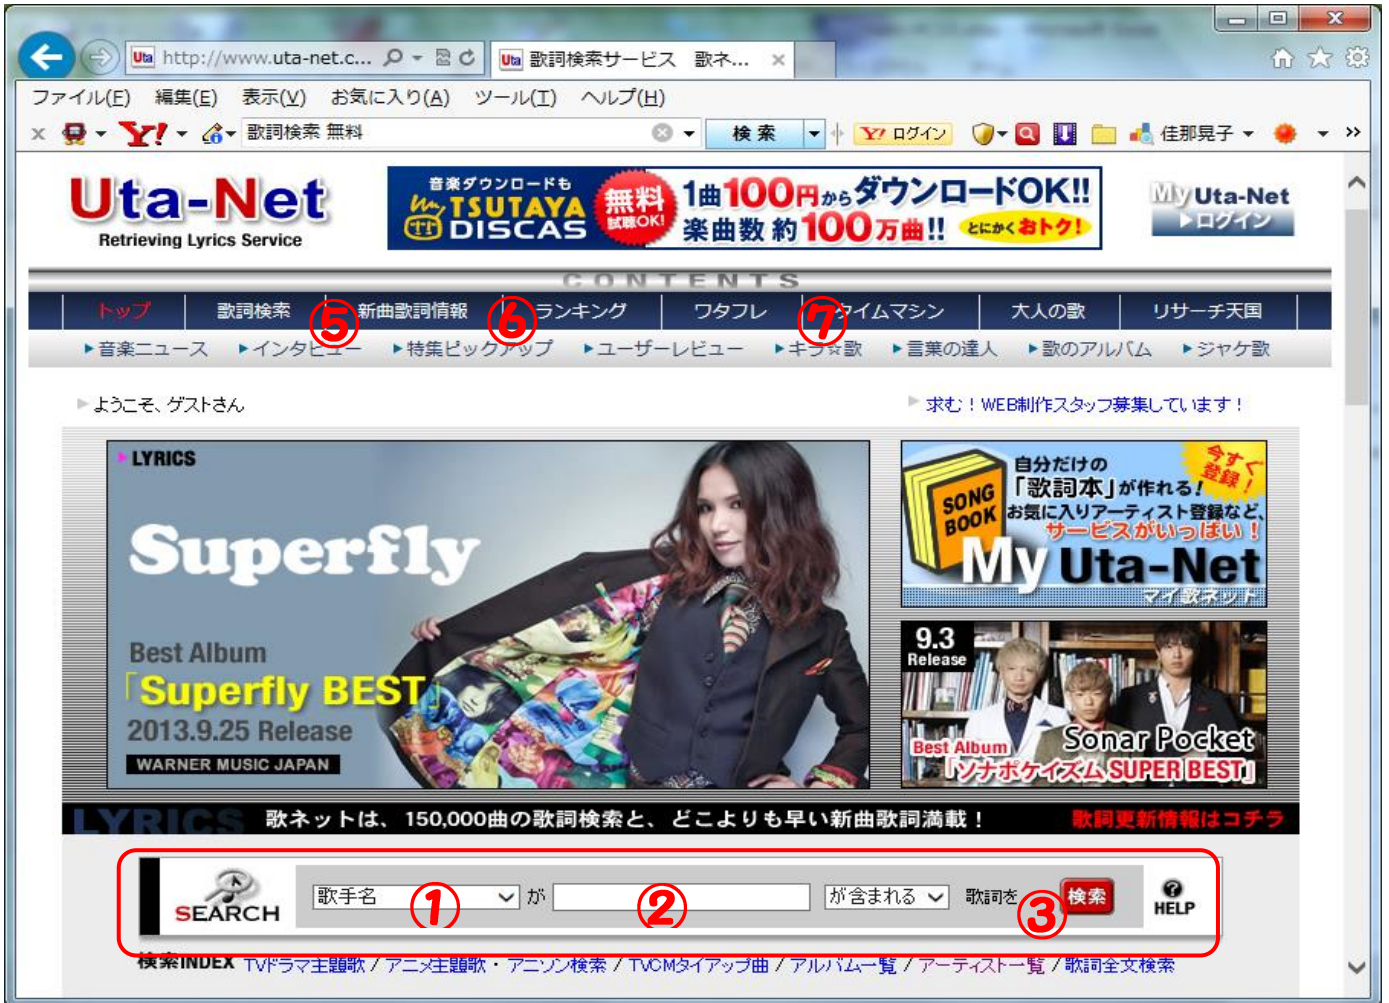 http://www.uta-net.c...
歌詞検索サービス 歌ネ...
ファイル(F) 編集(E) 表示(V) お気に入り(A) ツール(T) ヘルプ(H)
Y! 歌詞検索 無料 検索 Y? ログイン 佳那晃子
Uta-Net
Retrieving Lyrics Service
音楽ダウンロードも
TSUTAYA
DISCAS
無料
試聴OK!
1曲100円からダウンロードOK!!
楽曲数 約100万曲!! とにかくおトク!
My Uta-Net
ログイン
CONTENTS
トップ 歌詞検索 ⑤ 新曲歌詞情報 ⑥ ランキング ワタフレ ⑦ タイムマシン 大人の歌 リサーチ天国
音楽ニュース インタビュー 特集ピックアップ ユーザーレビュー キラ☆歌 言葉の達人 歌のアルバム ジャケ歌
ようこそ、ゲストさん
求む!WEB制作スタッフ募集しています!
LYRICS
Superfly
Best Album
「Superfly BEST」
2013.9.25 Release
WARNER MUSIC JAPAN
今すぐ
登録!
自分だけの
「歌詞本」が作れる!
お気に入りアーティスト登録など、
サービスがいっぱい!
SONG
BOOK
My Uta-Net
マイ歌ネット
9.3
Release
Best Album
Sonar Pocket
「ソナポケイズム SUPER BEST」
LYRICS 歌ネットは、150,000曲の歌詞検索と、どこよりも早い新曲歌詞満載! 歌詞更新情報はコチラ
SEARCH 歌手名 ① が ② が含まれる 歌詞を ③ 検索 ? HELP
検索INDEX TVドラマ主題歌 / アニメ主題歌・アニソン検索 / TVCMタイアップ曲 / アルバム一覧 / アーティスト一覧 / 歌詞全文検索